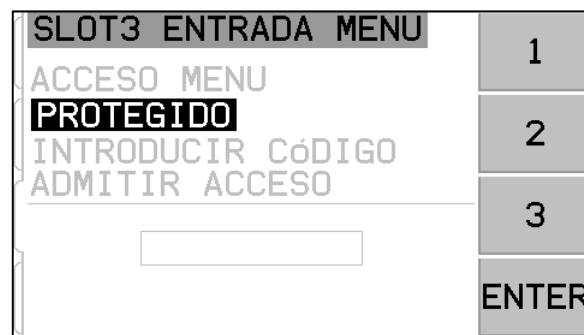 SLOT3 ENTRADA MENU
ACCESO MENU
PROTEGIDO
INTRODUCIR CóDIGO
ADMITIR ACCESO
1
2
3
ENTER